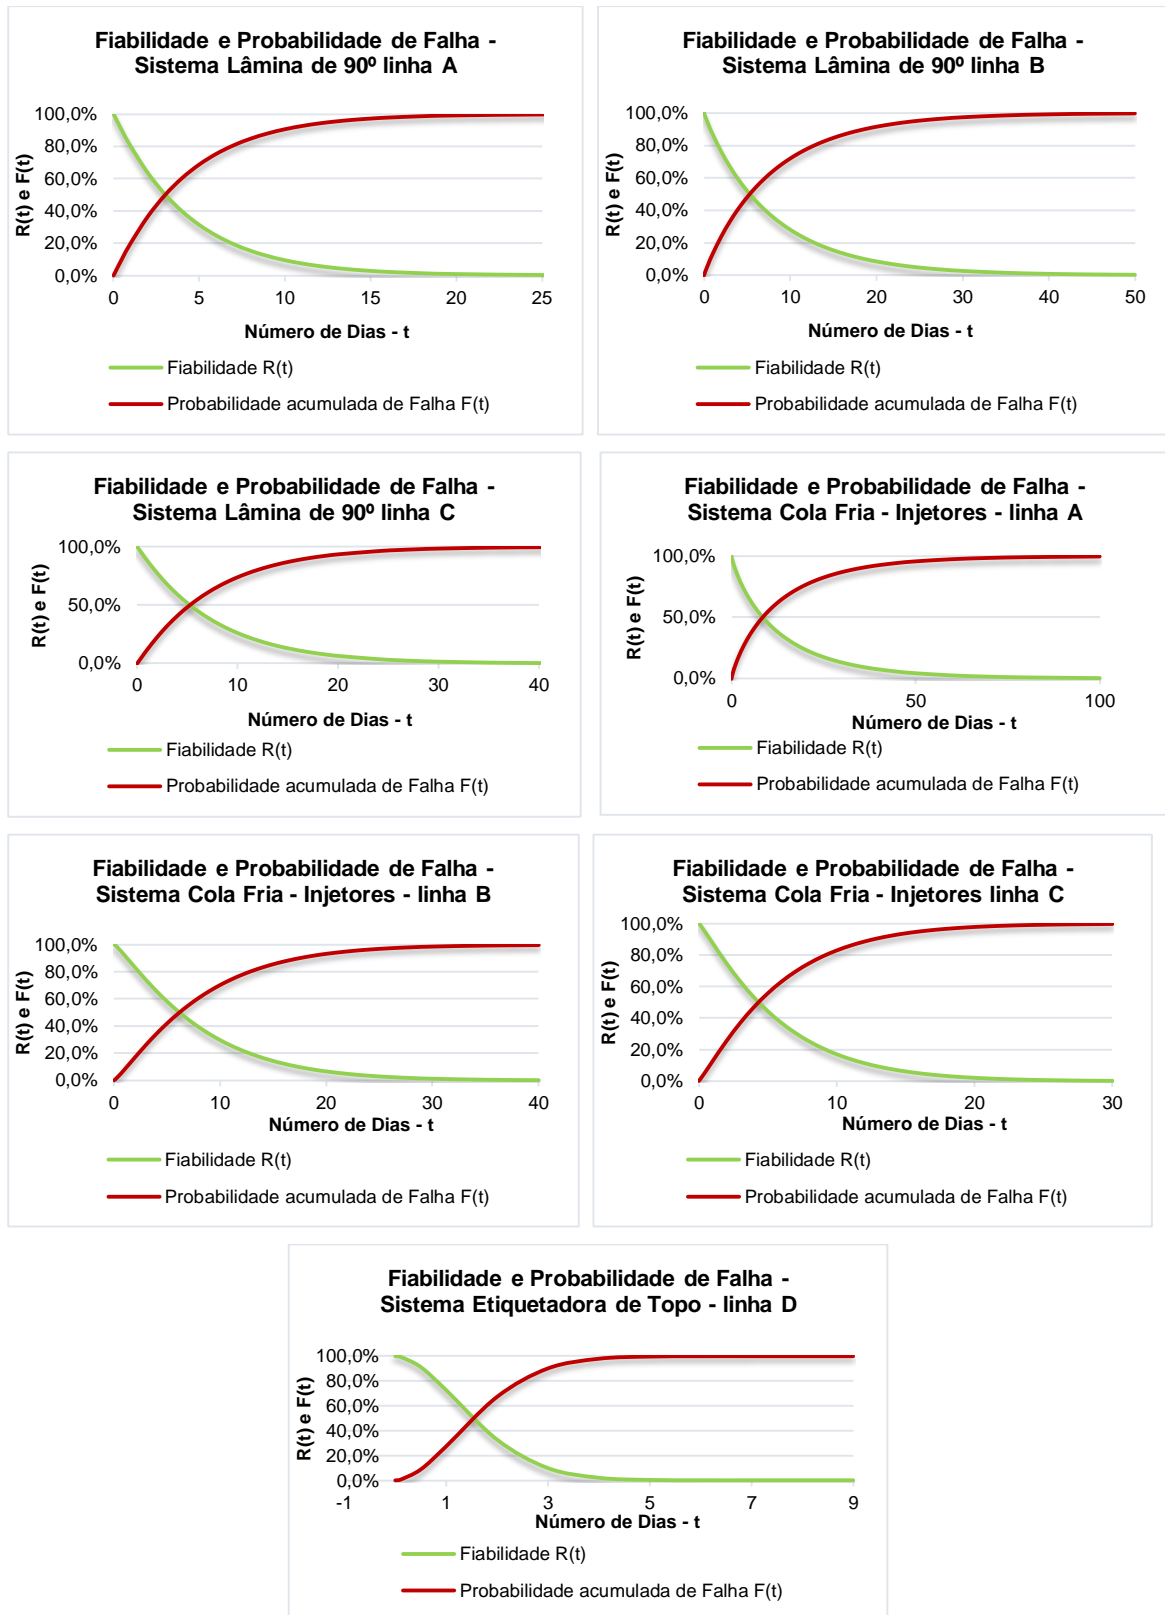 Fiabilidade e Probabilidade de Falha -
Sistema Lâmina de 90º linha A
R(t) e F(t)
100,0%
80,0%
60,0%
40,0%
20,0%
0,0%
0 5 10 15 20 25
Número de Dias - t
Fiabilidade R(t)
Probabilidade acumulada de Falha F(t)
Fiabilidade e Probabilidade de Falha -
Sistema Lâmina de 90º linha B
R(t) e F(t)
100,0%
80,0%
60,0%
40,0%
20,0%
0,0%
0 10 20 30 40 50
Número de Dias - t
Fiabilidade R(t)
Probabilidade acumulada de Falha F(t)
Fiabilidade e Probabilidade de Falha -
Sistema Lâmina de 90º linha C
R(t) e F(t)
100,0%
50,0%
0,0%
0 10 20 30 40
Número de Dias - t
Fiabilidade R(t)
Probabilidade acumulada de Falha F(t)
Fiabilidade e Probabilidade de Falha -
Sistema Cola Fria - Injetores - linha A
R(t) e F(t)
100,0%
50,0%
0,0%
0 50 100
Número de Dias - t
Fiabilidade R(t)
Probabilidade acumulada de Falha F(t)
Fiabilidade e Probabilidade de Falha -
Sistema Cola Fria - Injetores - linha B
R(t) e F(t)
100,0%
80,0%
60,0%
40,0%
20,0%
0,0%
0 10 20 30 40
Número de Dias - t
Fiabilidade R(t)
Probabilidade acumulada de Falha F(t)
Fiabilidade e Probabilidade de Falha -
Sistema Cola Fria - Injetores linha C
R(t) e F(t)
100,0%
80,0%
60,0%
40,0%
20,0%
0,0%
0 10 20 30
Número de Dias - t
Fiabilidade R(t)
Probabilidade acumulada de Falha F(t)
Fiabilidade e Probabilidade de Falha -
Sistema Etiquetadora de Topo - linha D
R(t) e F(t)
100,0%
80,0%
60,0%
40,0%
20,0%
0,0%
-1 1 3 5 7 9
Número de Dias - t
Fiabilidade R(t)
Probabilidade acumulada de Falha F(t)